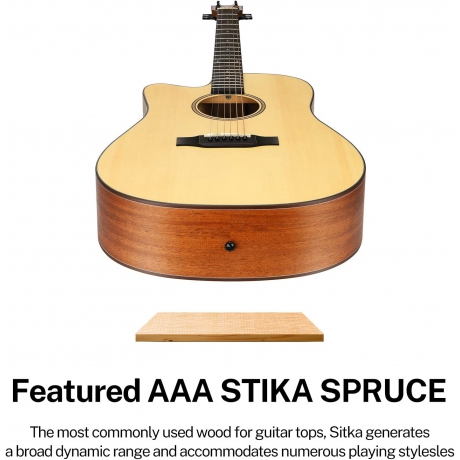 Featured AAA STIKA SPRUCE
The most commonly used wood for guitar tops, Sitka generates
a broad dynamic range and accommodates numerous playing stylesles